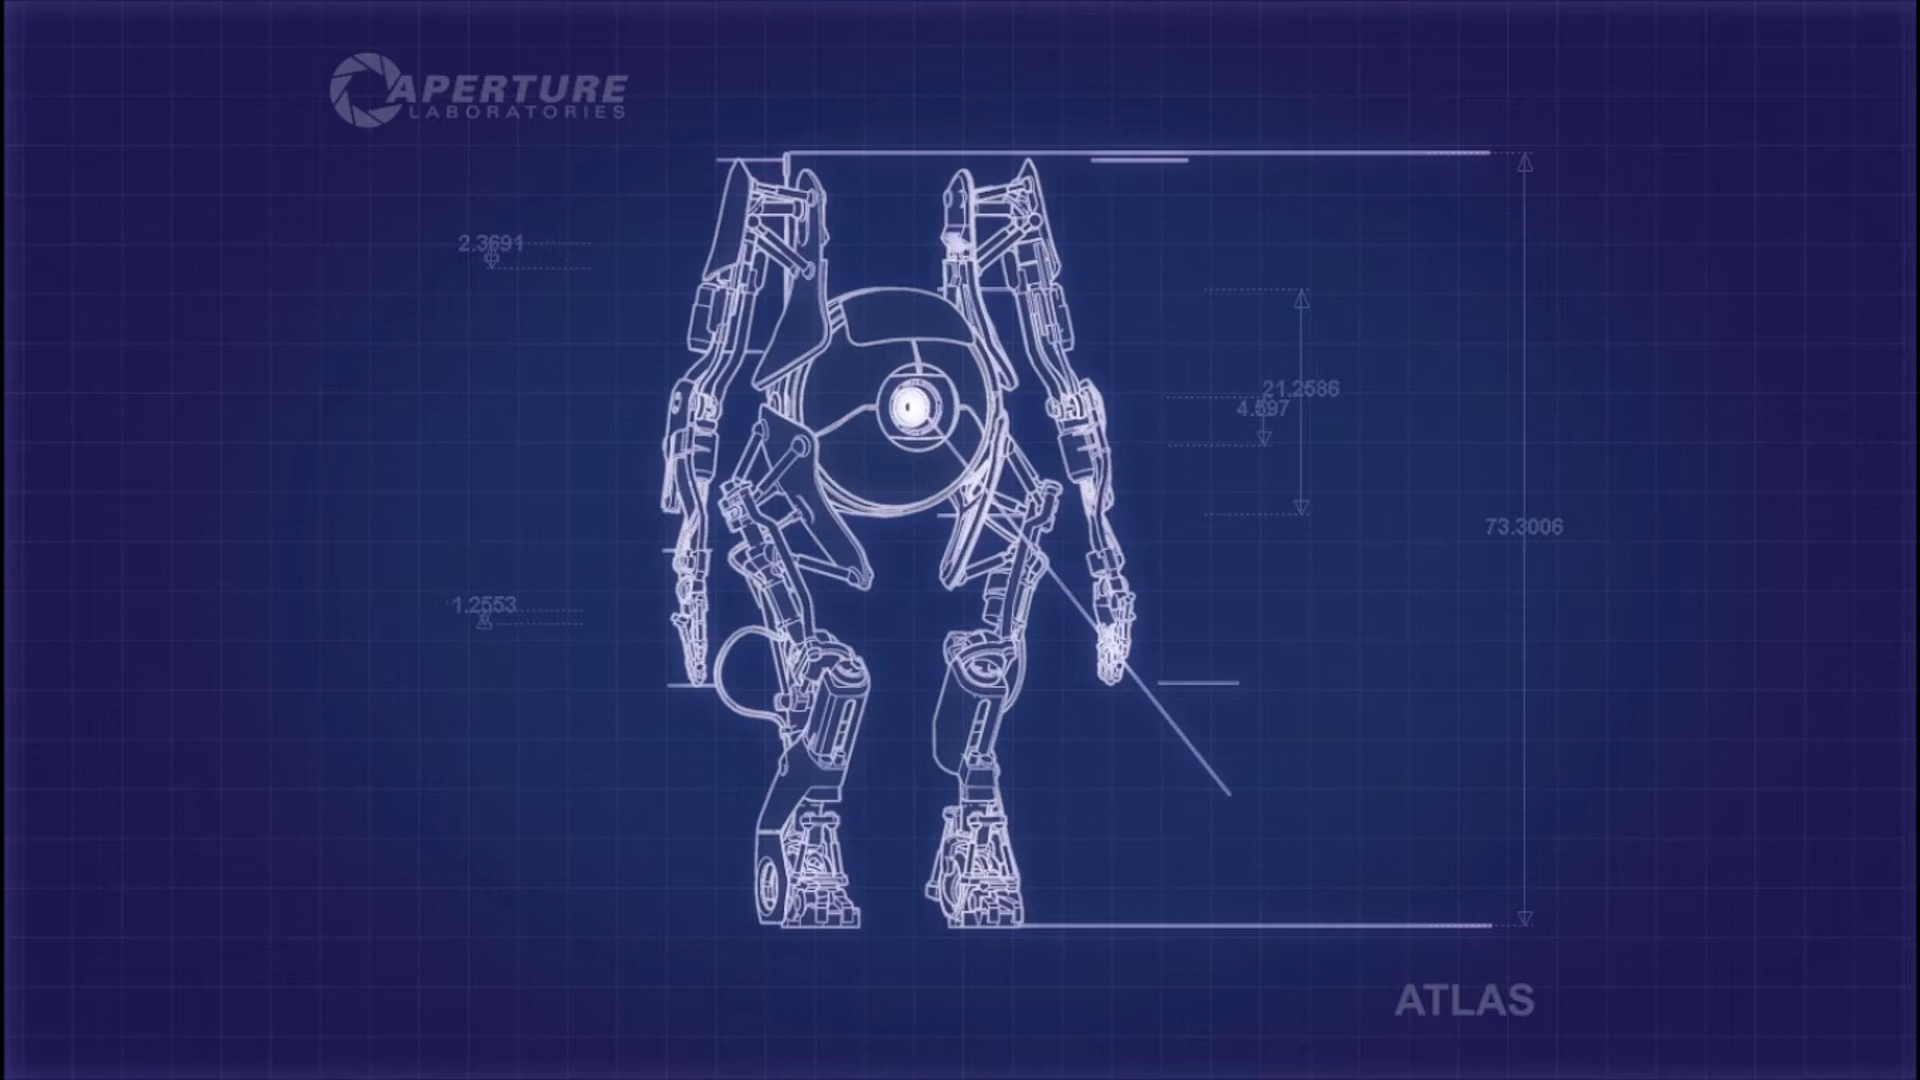 APERTURE
LABORATORIES
2.3691
21.2586
4.597
73.3006
1.2553
ATLAS